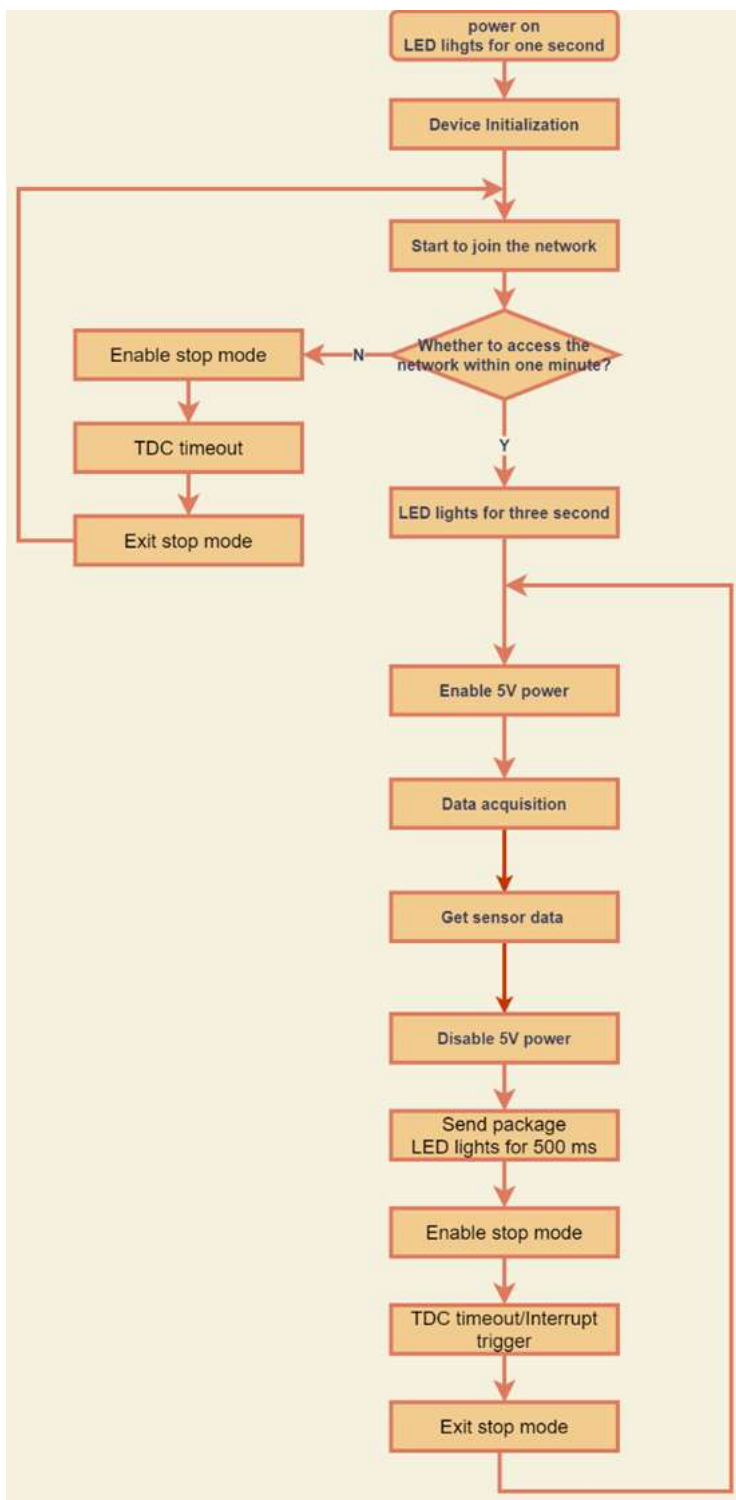 power on
LED lihgts for one second
Device Initialization
Start to join the network
Whether to access the
network within one minute?
N
Enable stop mode
TDC timeout
Exit stop mode
Y
LED lights for three second
Enable 5V power
Data acquisition
Get sensor data
Disable 5V power
Send package
LED lights for 500 ms
Enable stop mode
TDC timeout/Interrupt
trigger
Exit stop mode